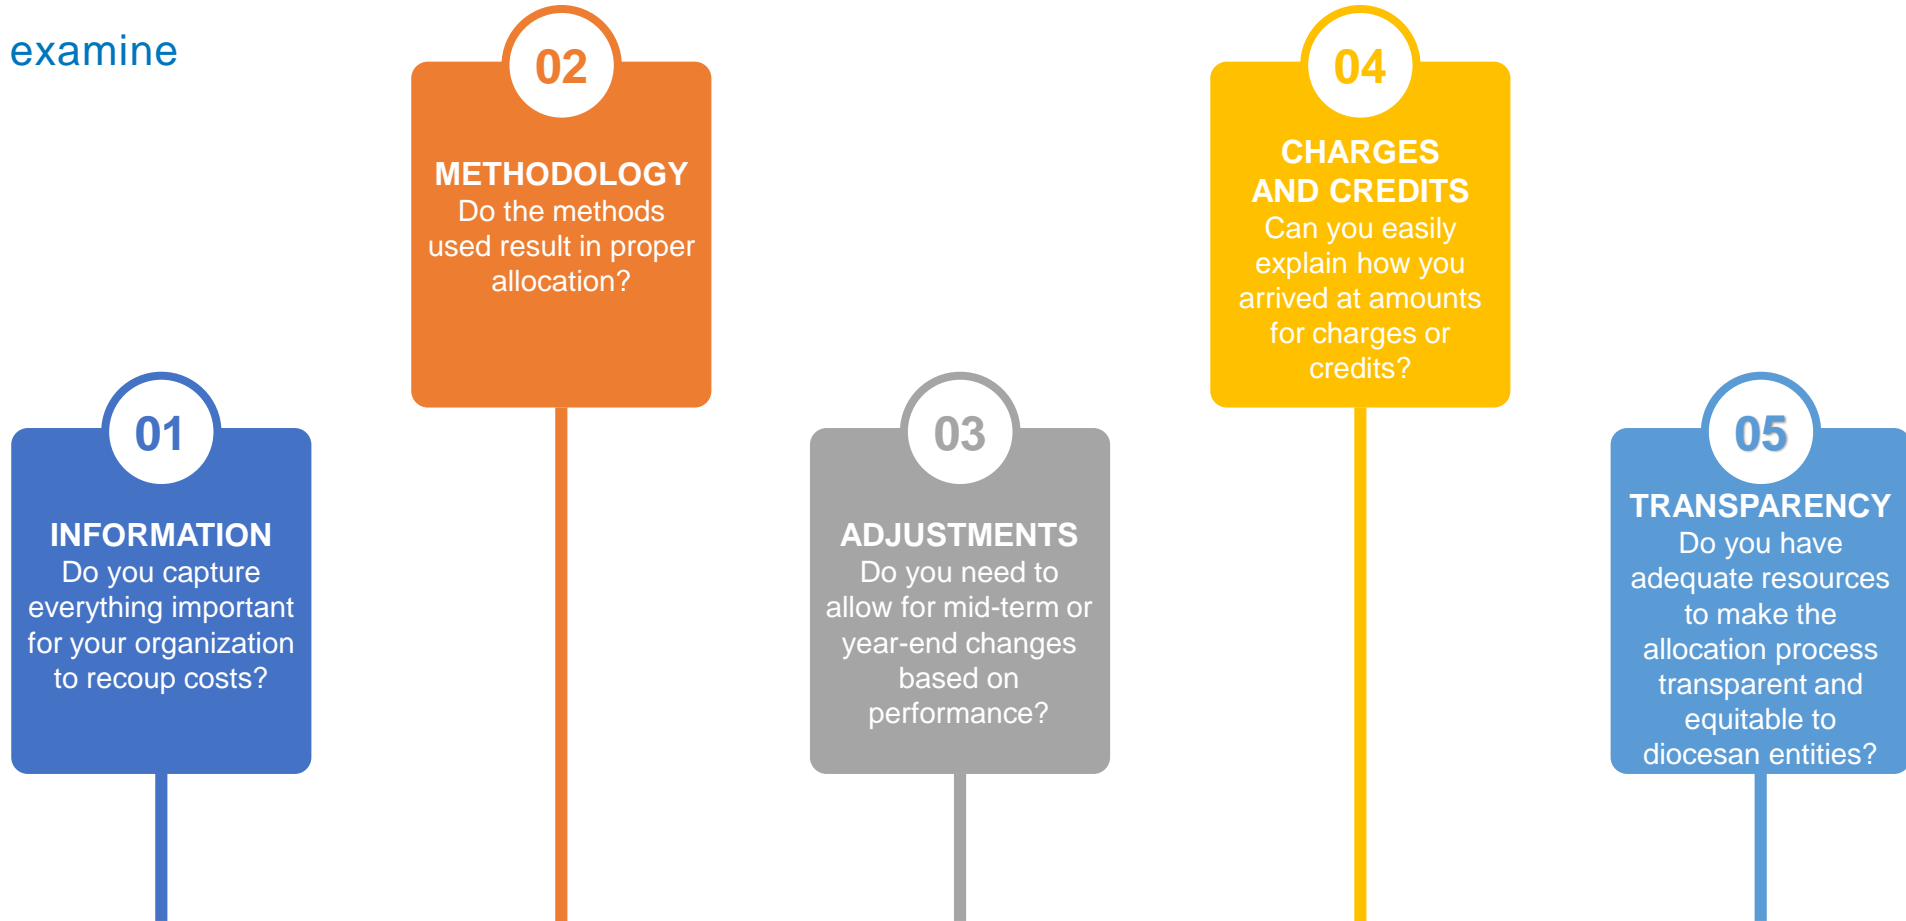 examine
01
INFORMATION
Do you capture
everything important
for your organization
to recoup costs?
02
METHODOLOGY
Do the methods
used result in proper
allocation?
03
ADJUSTMENTS
Do you need to
allow for mid-term or
year-end changes
based on
performance?
04
CHARGES
AND CREDITS
Can you easily
explain how you
arrived at amounts
for charges or
credits?
05
TRANSPARENCY
Do you have
adequate resources
to make the
allocation process
transparent and
equitable to
diocesan entities?